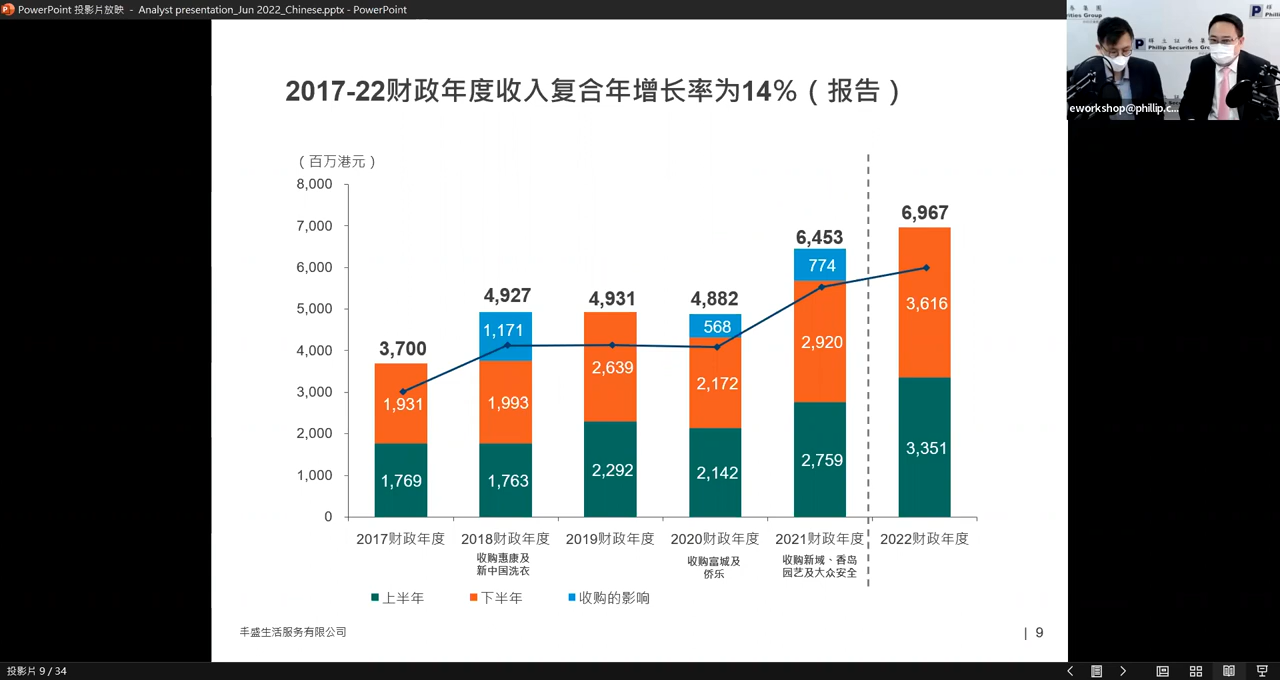 PowerPoint 投影片放映 - Analyst presentation_Jun 2022_Chinese.pptx - PowerPoint
Phillip Securities Gro
eworkshop@phillip.c...
2017-22财政年度收入复合年增长率为14%（报告）
（百万港元）
8,000
7,000
6,000
5,000
4,000
3,000
2,000
1,000
0
3,700
1,931
1,769
4,927
1,171
1,993
1,763
4,931
2,639
2,292
4,882
568
2,172
2,142
6,453
774
2,920
2,759
6,967
3,616
3,351
2017财政年度 2018财政年度 2019财政年度 2020财政年度 2021财政年度 2022财政年度
收购惠康及
新中国洗衣
收购富城及
侨乐
收购新域、香岛
园艺及大众安全
上半年 下半年 收购的影响
丰盛生活服务有限公司
| 9
投影片 9 / 34